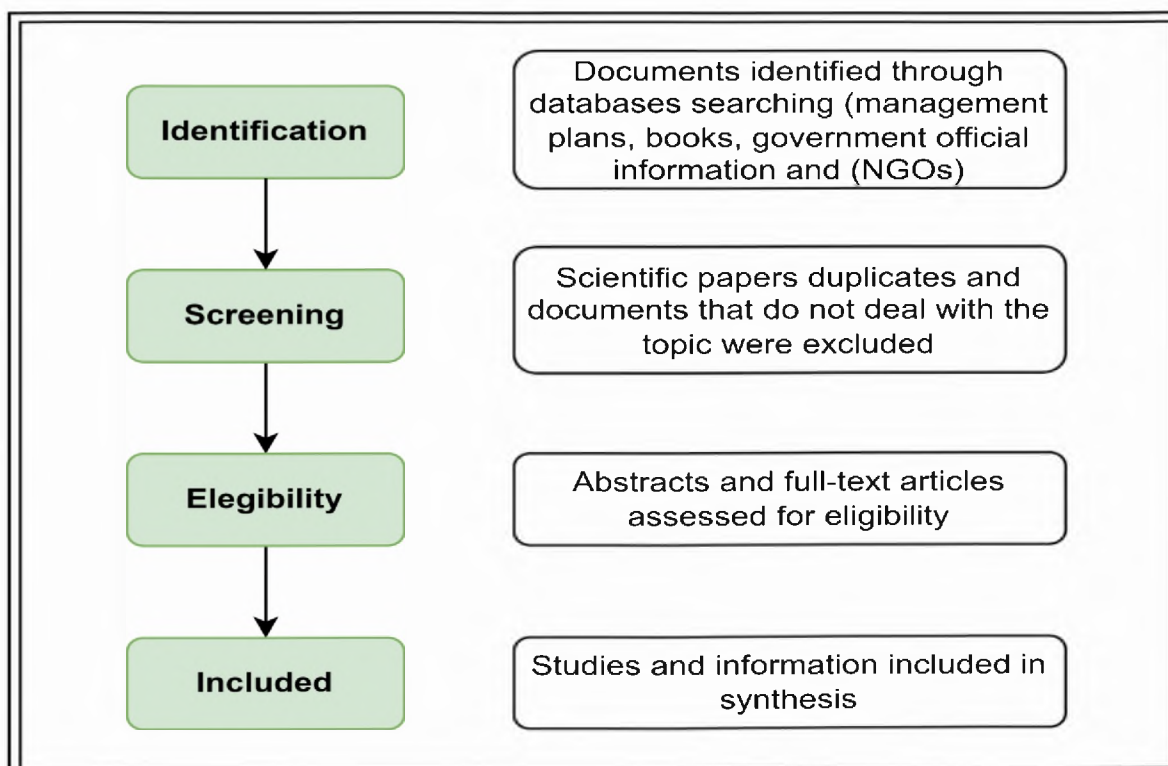 Identification
Documents identified through
databases searching (management
plans, books, government official
information and (NGOs)
Screening
Scientific papers duplicates and
documents that do not deal with the
topic were excluded
Elegibility
Abstracts and full-text articles
assessed for eligibility
Included
Studies and information included in
synthesis